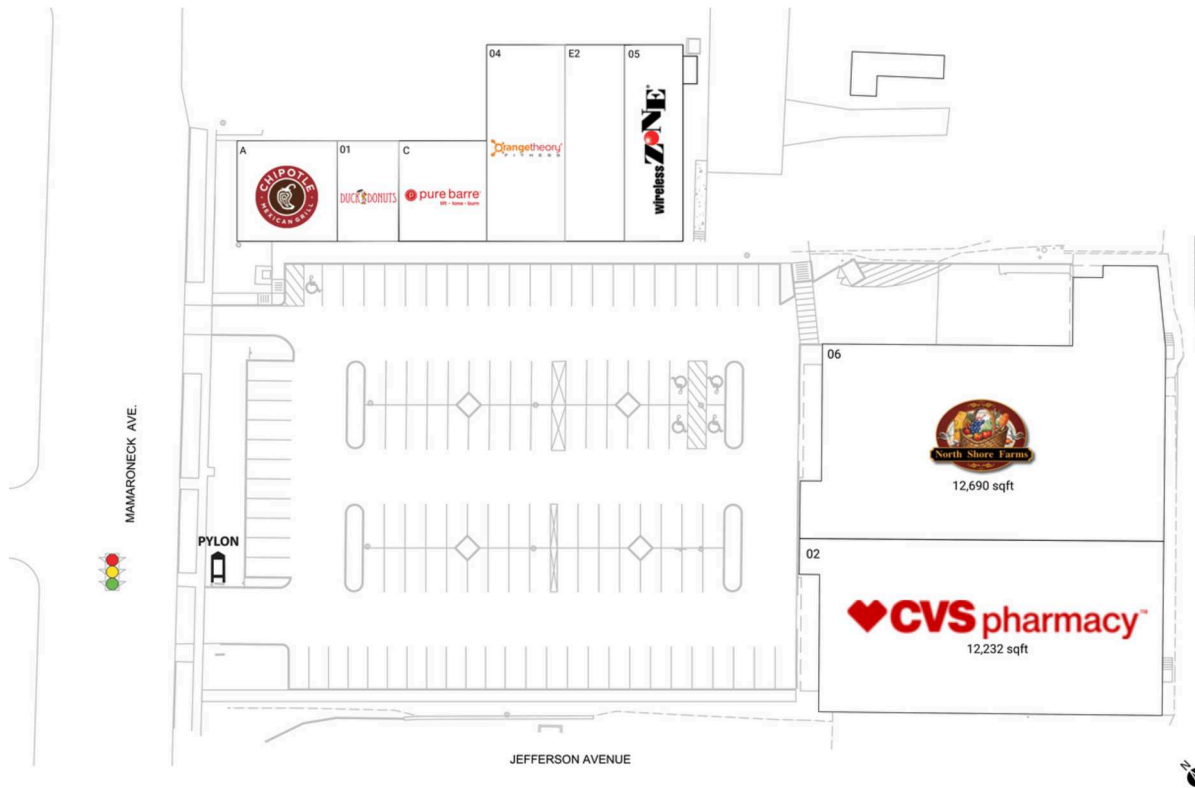 04
E2
05
A
01
C
CHIPOTLE
MEXICAN GRILL
DUCK DONUTS
pure barre
lift • tone • burn
orangetheory
FITNESS
wireless ZONE
06
North Shore Farms
12,690 sqft
MAMARONECK AVE.
PYLON
02
CVS pharmacy™
12,232 sqft
JEFFERSON AVENUE
N